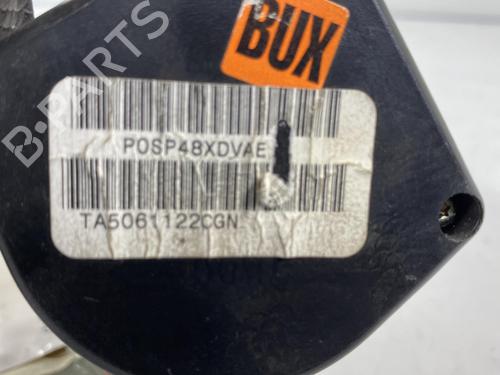 BUX
P0SP48XDVAE
TA5061122CGN
B-PARTS